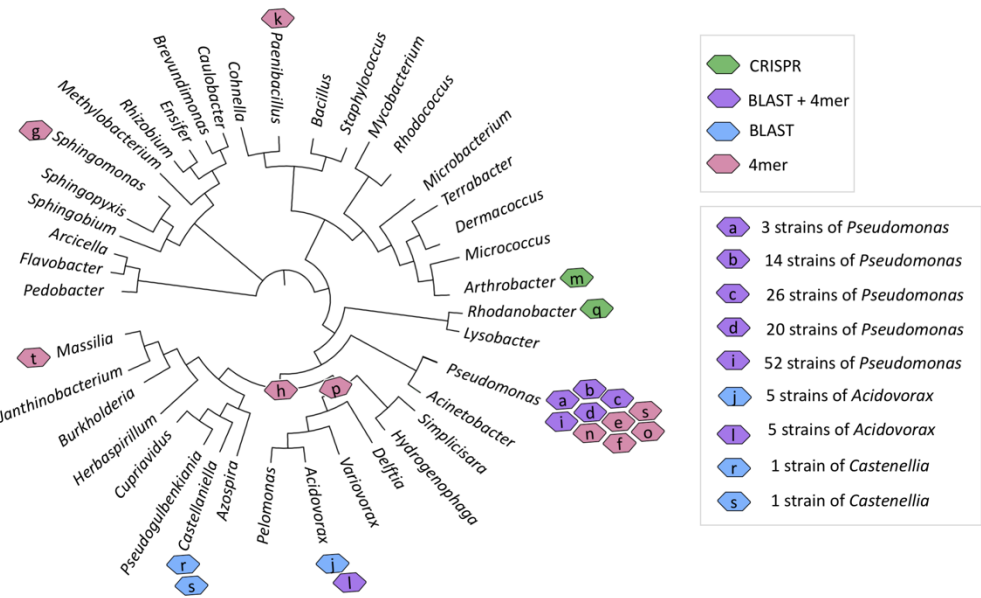 k
Paenibacillus
Cohnella
Caulobacter
Brevundimonas
Ensifer
Rhizobium
Methylobacterium
g
Sphingomonas
Sphingopyxis
Sphingobium
Arcicella
Flavobacter
Pedobacter
Bacillus
Staphylococcus
Mycobacterium
Rhodococcus
Microbacterium
Terrabacter
Dermacoccus
Micrococcus
Arthrobacter
m
Rhodanobacter
q
Lysobacter
Pseudomonas
a
b
c
d
i
e
s
n
f
o
Acinetobacter
Simplicisara
Hydrogenophaga
Delftia
Variovorax
Acidovorax
j
l
Pelomonas
h
p
Azospira
Castellaniella
r
s
Pseudogulbenkiania
Cupriavidus
Herbaspirillum
Burkholderia
Janthinobacterium
t
Massilia
CRISPR
BLAST + 4mer
BLAST
4mer
a 3 strains of Pseudomonas
b 14 strains of Pseudomonas
c 26 strains of Pseudomonas
d 20 strains of Pseudomonas
i 52 strains of Pseudomonas
j 5 strains of Acidovorax
l 5 strains of Acidovorax
r 1 strain of Castenellia
s 1 strain of Castenellia